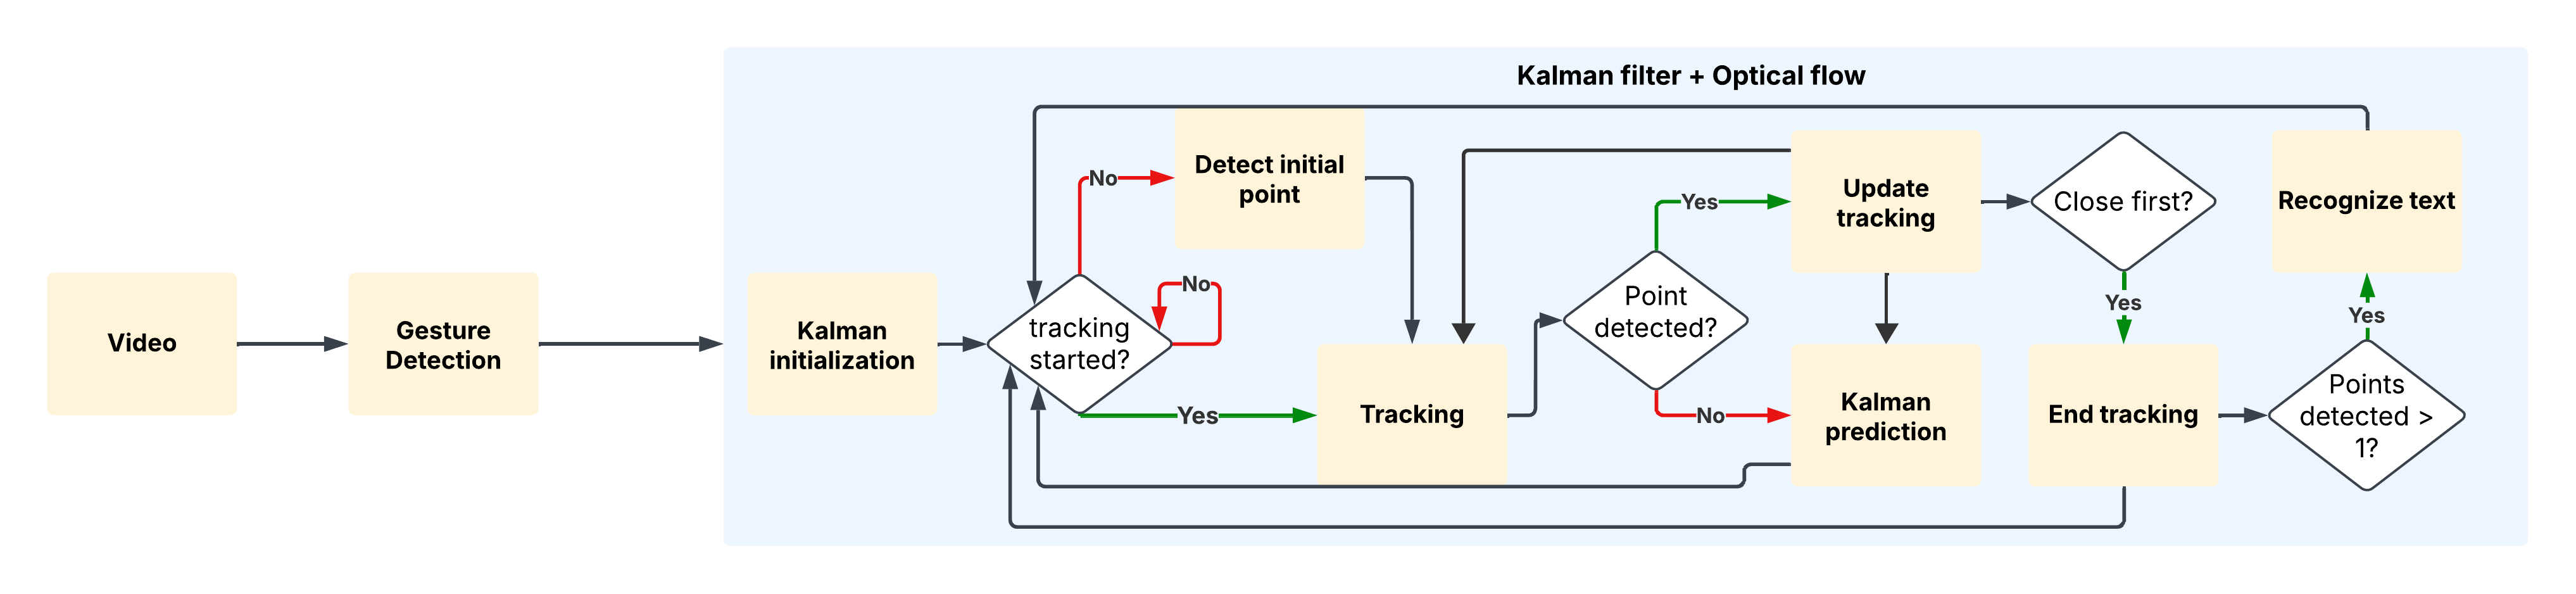 Kalman filter + Optical flow
Video
Gesture
Detection
Kalman
initialization
tracking
started?
No
No
Yes
Detect initial
point
Tracking
Point
detected?
Yes
No
Update
tracking
Kalman
prediction
Close first?
Yes
End tracking
Points
detected >
1?
Yes
Recognize text